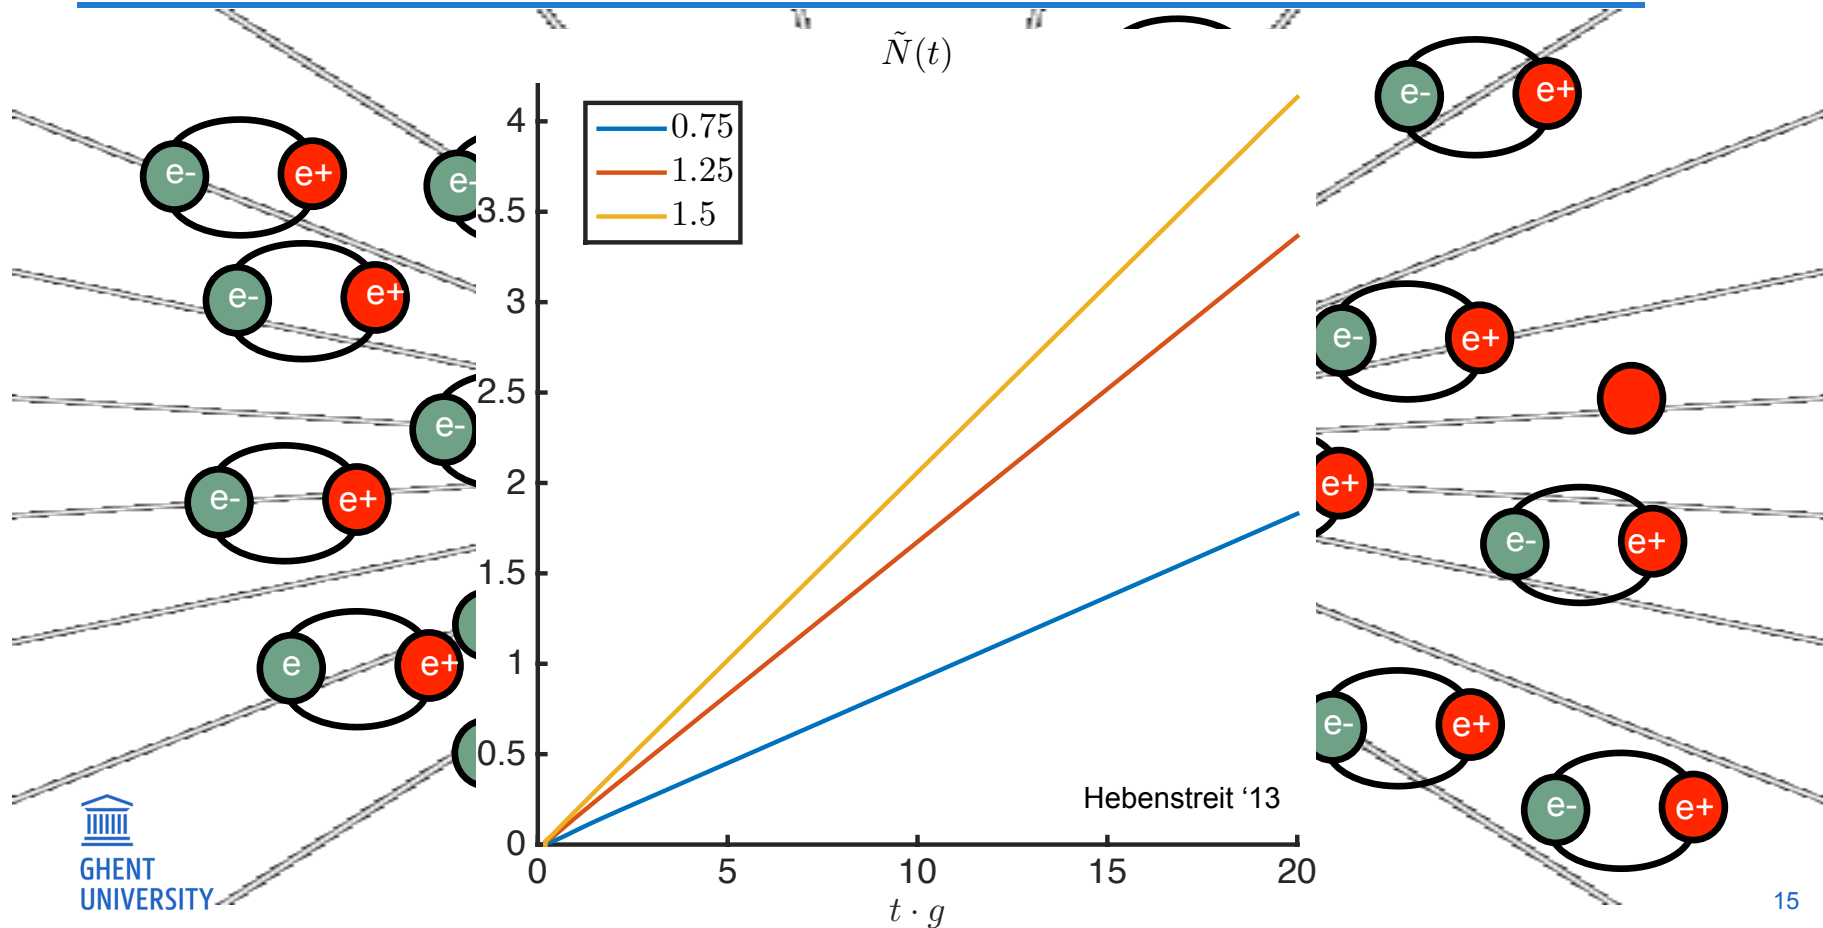 Ñ(t)
0.75
1.25
1.5
4
3.5
3
2.5
2
1.5
1
0.5
0
0
5
10
15
20
t · g
Hebenstreit ‘13
e-
e+
e-
e-
e+
e-
e-
e+
e
e+
e-
e+
e-
e+
e+
e-
e+
e-
e+
e-
e+
GHENT
UNIVERSITY
15